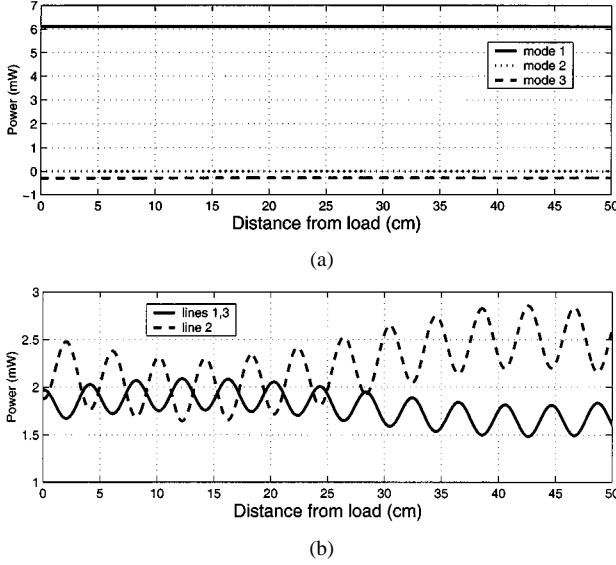 7
6
5
4
3
2
1
0
−1
Power (mW)
mode 1
mode 2
mode 3
0 5 10 15 20 25 30 35 40 45 50
Distance from load (cm)
(a)
3
2.5
2
1.5
1
Power (mW)
lines 1,3
line 2
0 5 10 15 20 25 30 35 40 45 50
Distance from load (cm)
(b)